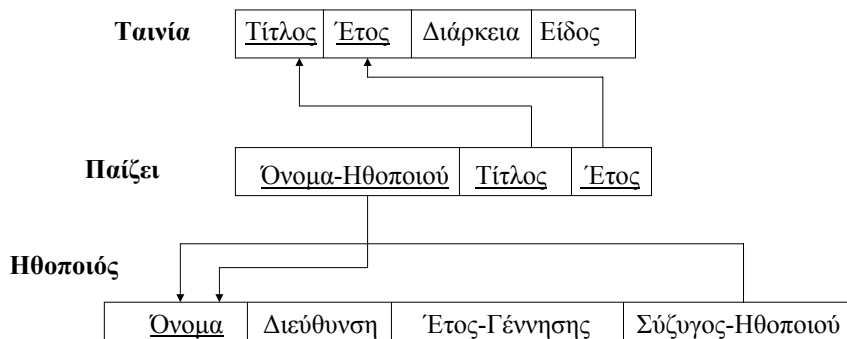 Ταινία Τίτλος Έτος Διάρκεια Είδος
Παίζει Όνομα-Ηθοποιού Τίτλος Έτος
Ηθοποιός
Όνομα Διεύθυνση Έτος-Γέννησης Σύζυγος-Ηθοποιού